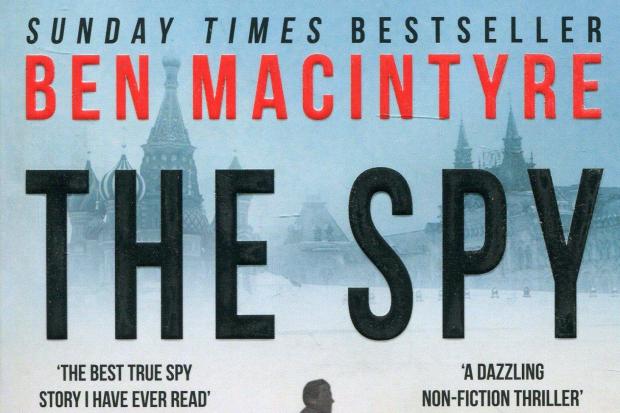 SUNDAY TIMES BESTSELLER
BEN MACINTYRE
THE SPY
‘THE BEST TRUE SPY
STORY I HAVE EVER READ’
‘A DAZZLING
NON-FICTION THRILLER’